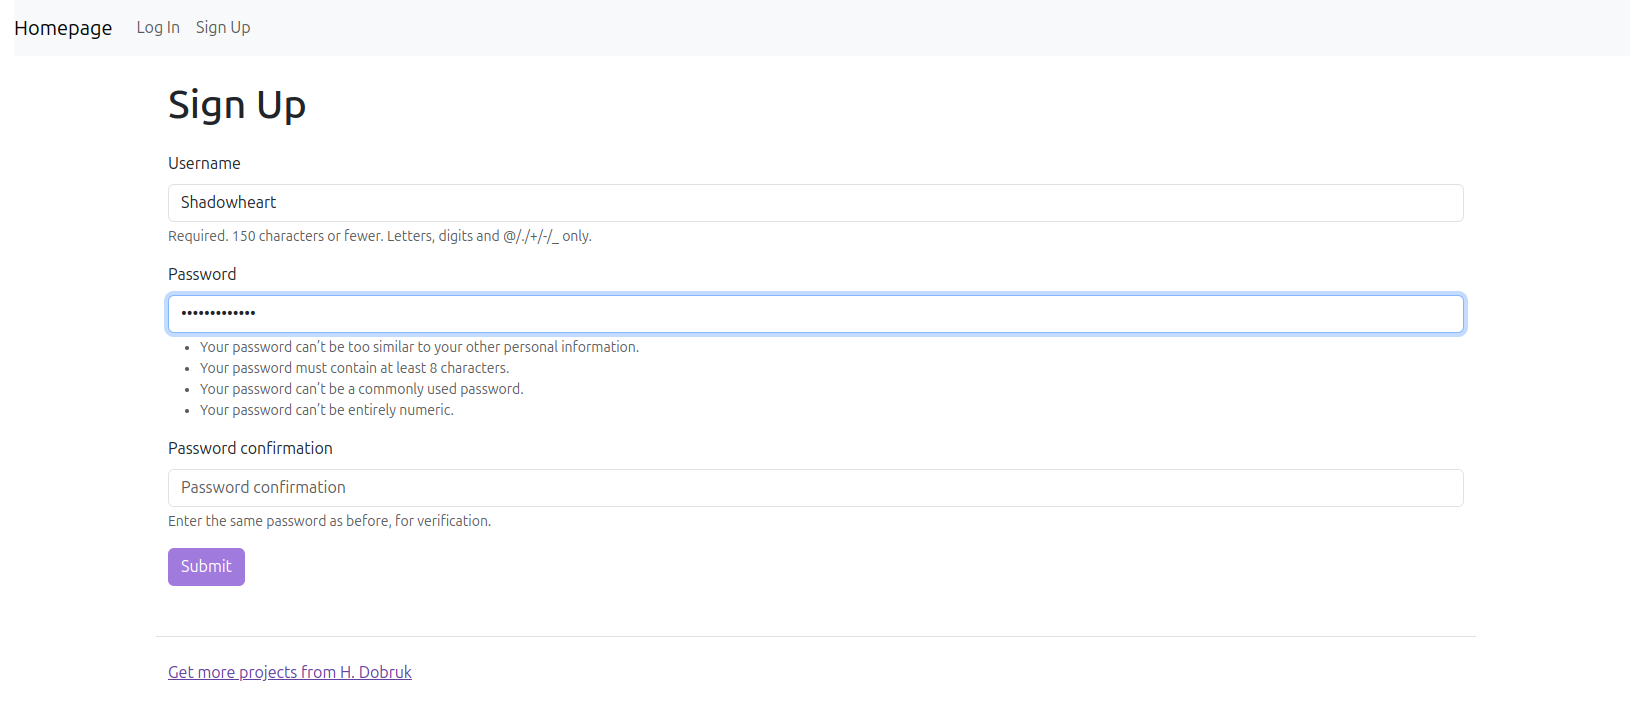 Homepage Log In Sign Up
Sign Up
Username
Shadowheart
Required. 150 characters or fewer. Letters, digits and @/./+/-/_ only.
Password
•••••••••••••
• Your password can’t be too similar to your other personal information.
• Your password must contain at least 8 characters.
• Your password can’t be a commonly used password.
• Your password can’t be entirely numeric.
Password confirmation
Password confirmation
Enter the same password as before, for verification.
Submit
Get more projects from H. Dobruk